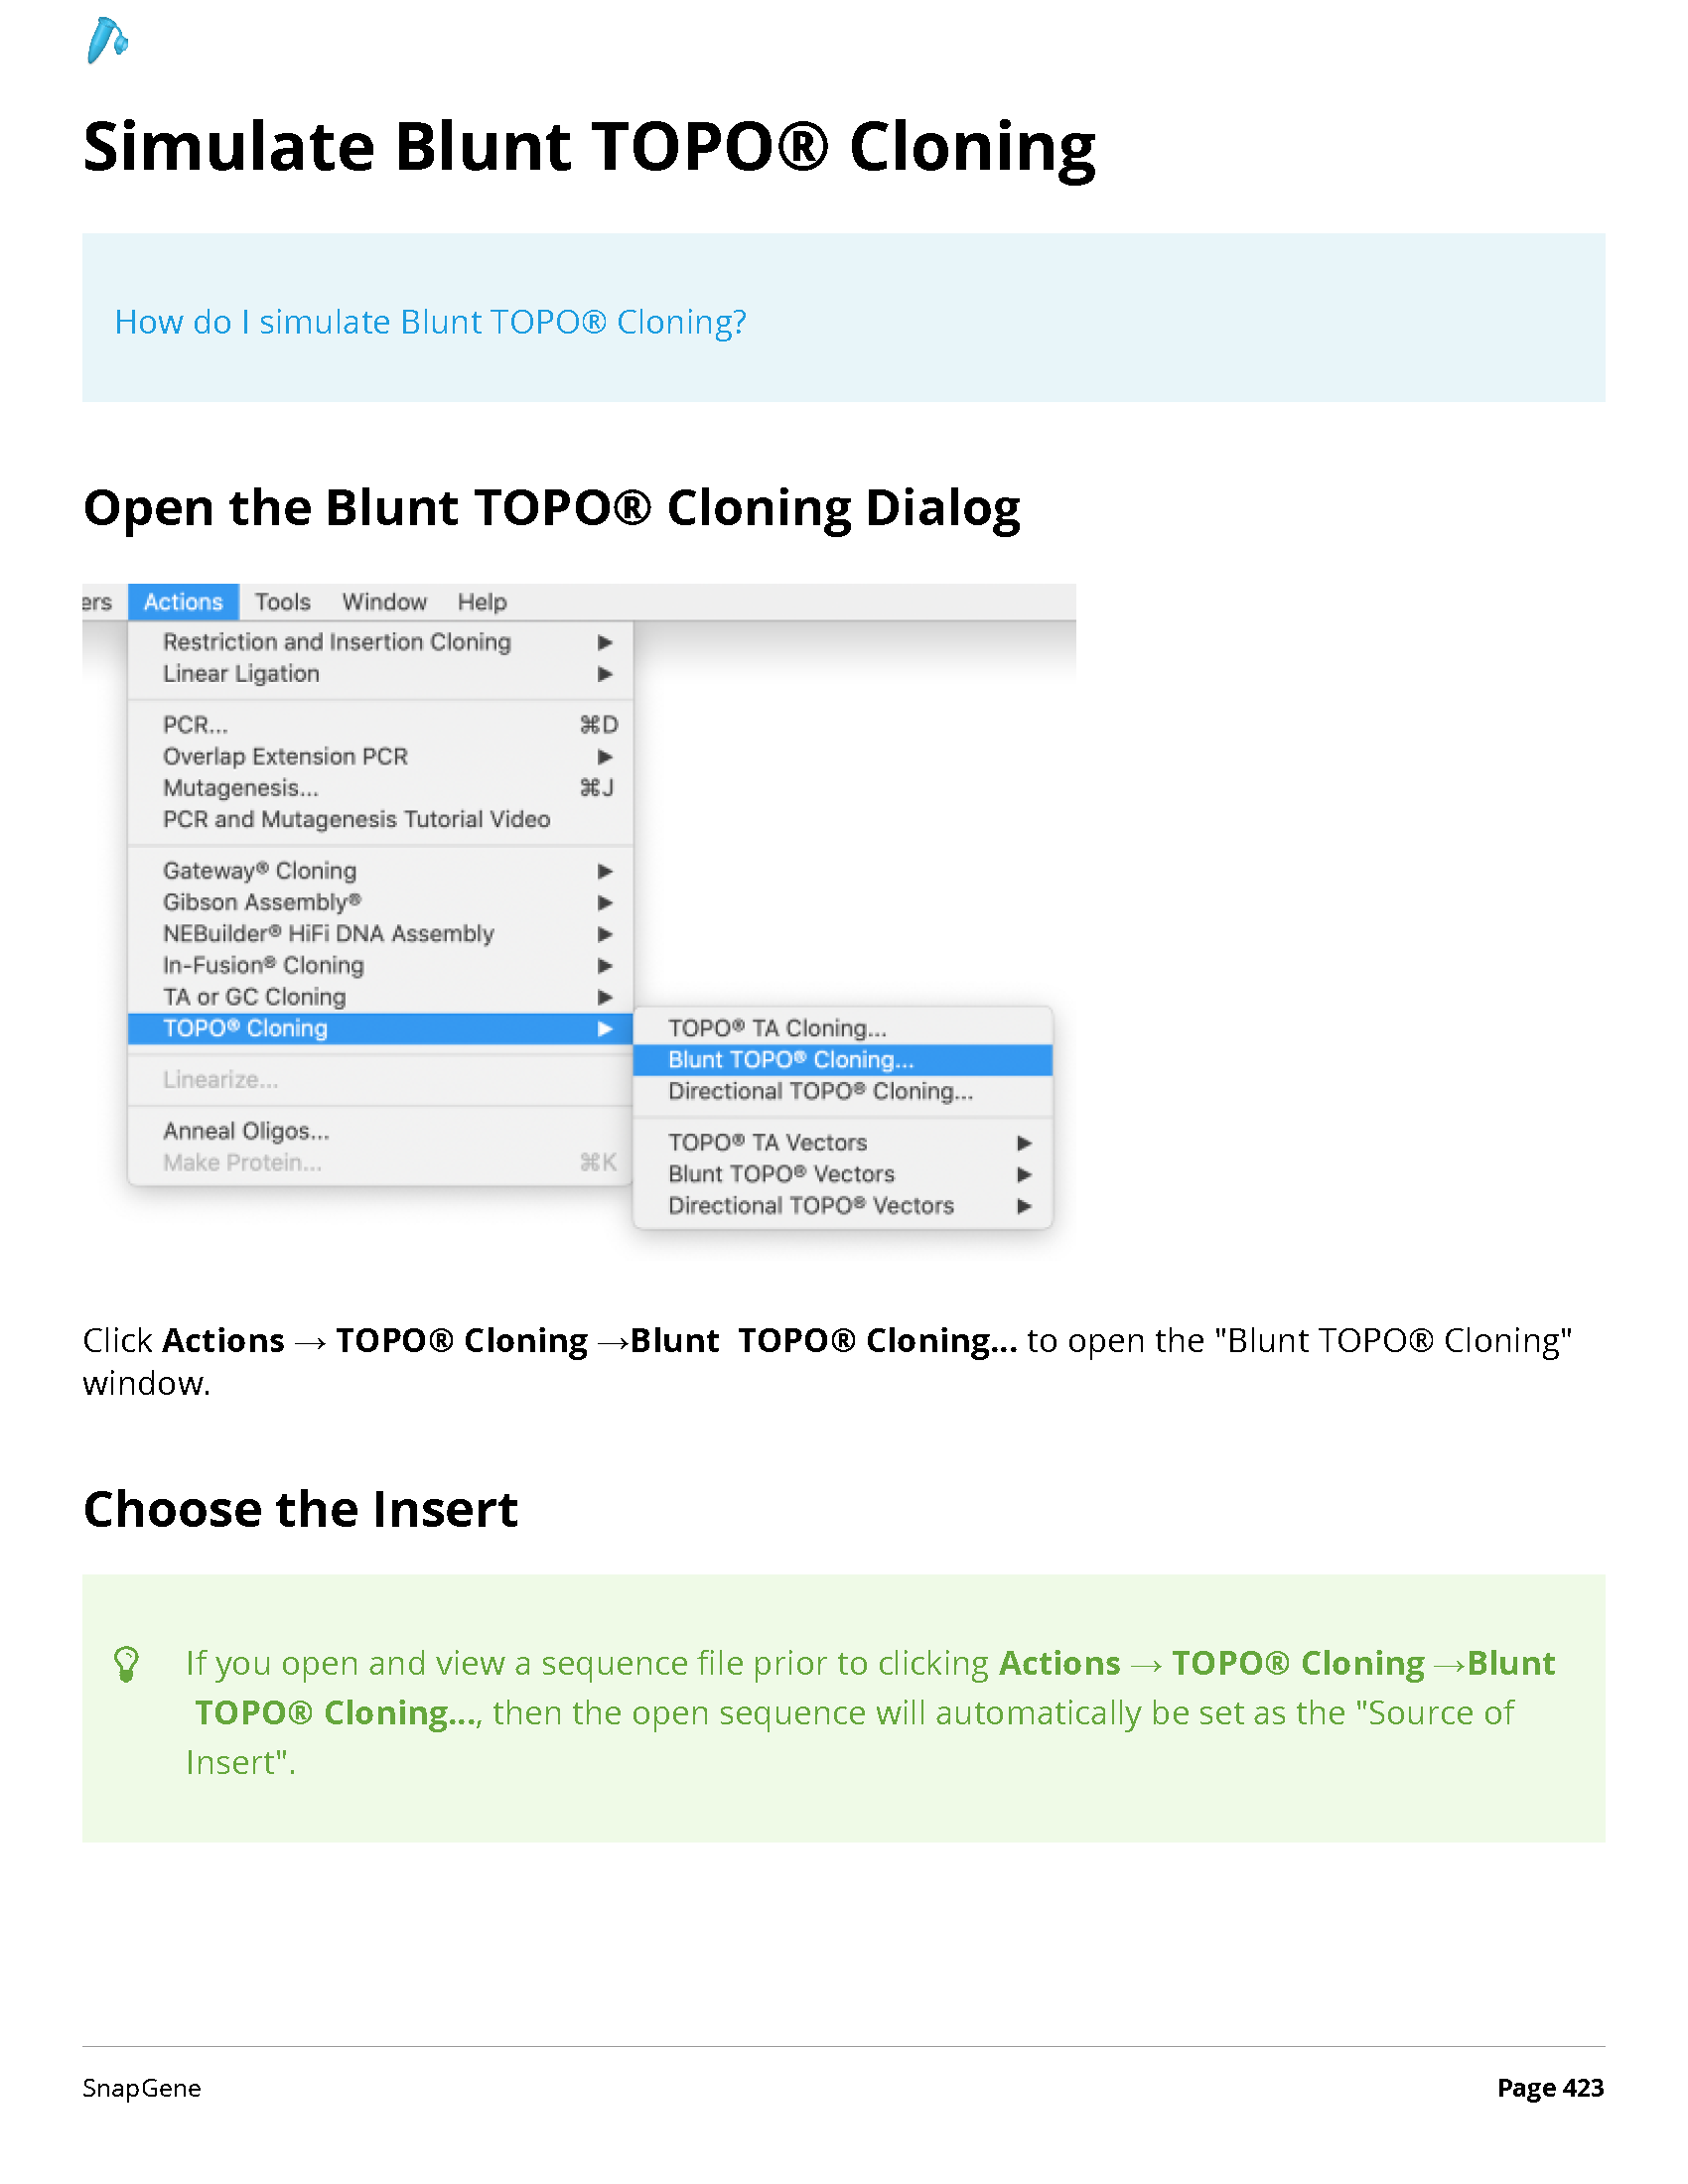 Simulate Blunt TOPO® Cloning
How do I simulate Blunt TOPO® Cloning?
Open the Blunt TOPO® Cloning Dialog
ers Actions Tools Window Help
Restriction and Insertion Cloning ▶
Linear Ligation ▶
PCR... ⌘D
Overlap Extension PCR ▶
Mutagenesis... ⌘J
PCR and Mutagenesis Tutorial Video
Gateway® Cloning ▶
Gibson Assembly® ▶
NEBuilder® HiFi DNA Assembly ▶
In-Fusion® Cloning ▶
TA or GC Cloning ▶
TOPO® Cloning ▶
Linearize...
Anneal Oligos...
Make Protein... ⌘K
TOPO® TA Cloning...
Blunt TOPO® Cloning...
Directional TOPO® Cloning...
TOPO® TA Vectors ▶
Blunt TOPO® Vectors ▶
Directional TOPO® Vectors ▶
Click Actions → TOPO® Cloning →Blunt  TOPO® Cloning... to open the "Blunt TOPO® Cloning"
window.
Choose the Insert
If you open and view a sequence file prior to clicking Actions → TOPO® Cloning →Blunt
TOPO® Cloning..., then the open sequence will automatically be set as the "Source of
Insert".
SnapGene Page 423